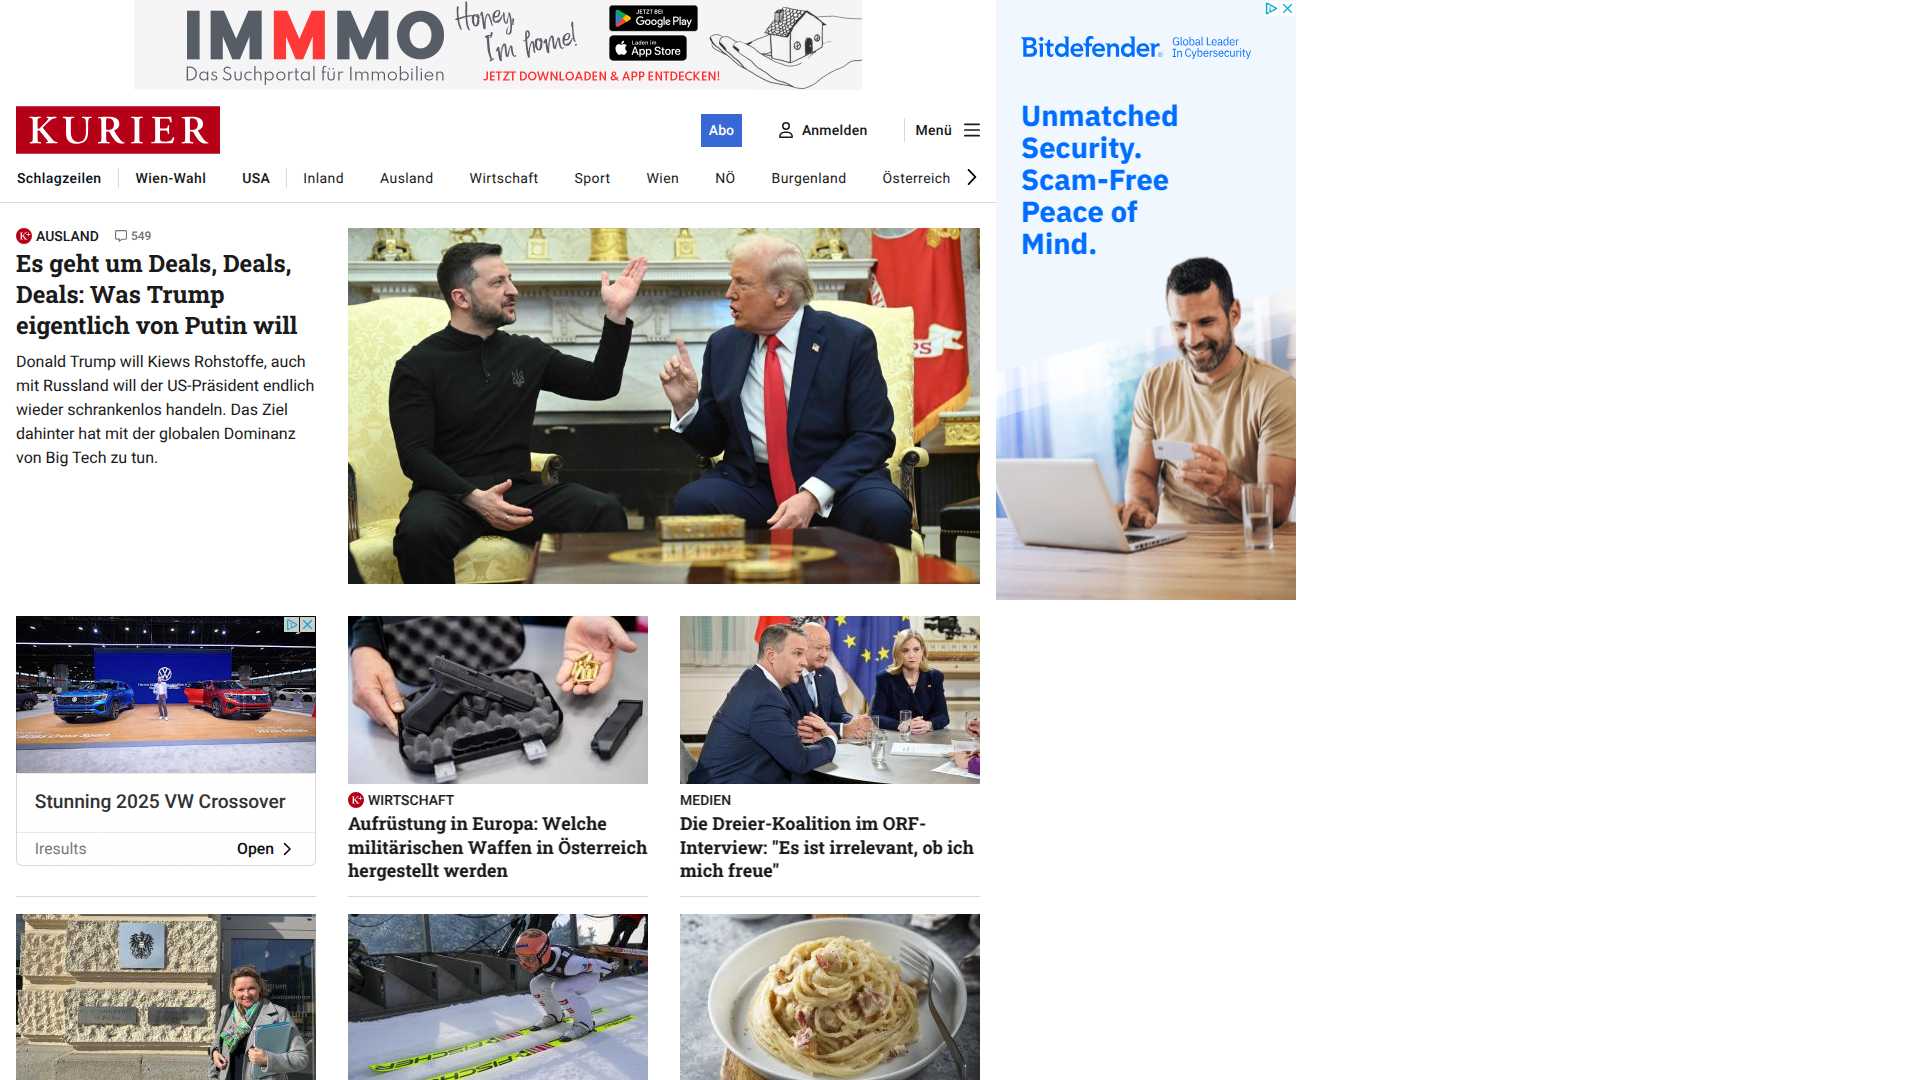 IMMMO
Das Suchportal für Immobilien
Honey,
I'm home!
JETZT BEI
Google Play
Laden im
App Store
JETZT DOWNLOADEN & APP ENTDECKEN!
KURIER
Abo
Anmelden
Menü
Schlagzeilen
Wien-Wahl
USA
Inland
Ausland
Wirtschaft
Sport
Wien
NÖ
Burgenland
Österreich
K+ AUSLAND 549
Es geht um Deals, Deals,
Deals: Was Trump
eigentlich von Putin will
Donald Trump will Kiews Rohstoffe, auch
mit Russland will der US-Präsident endlich
wieder schrankenlos handeln. Das Ziel
dahinter hat mit der globalen Dominanz
von Big Tech zu tun.
PS
Bitdefender
Global Leader
In Cybersecurity
Unmatched
Security.
Scam-Free
Peace of
Mind.
Stunning 2025 VW Crossover
Iresults
Open
K+ WIRTSCHAFT
Aufrüstung in Europa: Welche
militärischen Waffen in Österreich
hergestellt werden
MEDIEN
Die Dreier-Koalition im ORF-
Interview: "Es ist irrelevant, ob ich
mich freue"
FISCHER
FISCHER